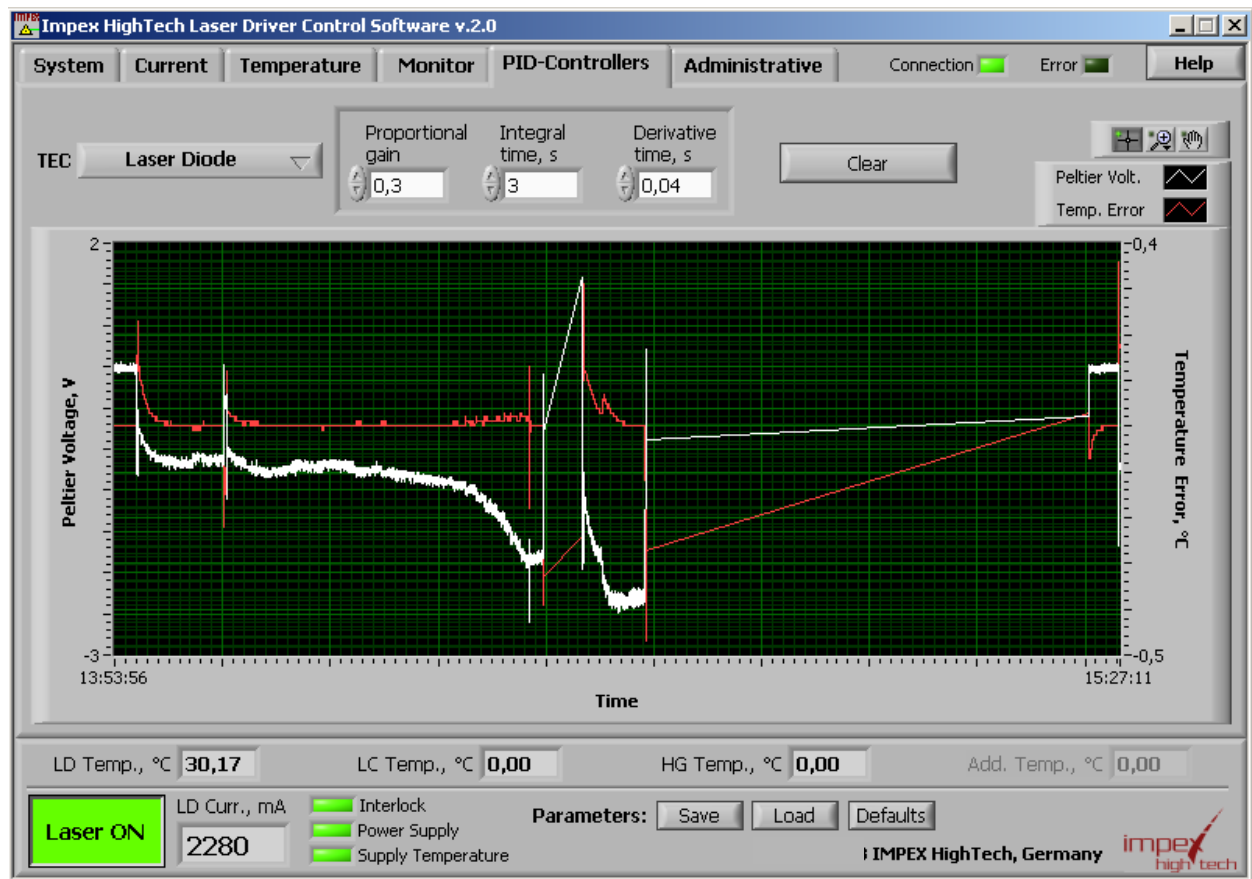 Impex HighTech Laser Driver Control Software v.2.0
System Current Temperature Monitor PID-Controllers Administrative Connection Error Help
Proportional gain Integral time, s Derivative time, s
TEC Laser Diode 0,3 3 0,04 Clear
Peltier Volt.
Temp. Error
2 -0,4
Peltier Voltage, V
Temperature Error, °C
-3 -0,5
13:53:56 15:27:11
Time
LD Temp., °C 30,17 LC Temp., °C 0,00 HG Temp., °C 0,00 Add. Temp., °C 0,00
Laser ON LD Curr., mA 2280
Interlock
Power Supply
Supply Temperature
Parameters: Save Load Defaults
IMPEX HighTech, Germany
impex
high tech